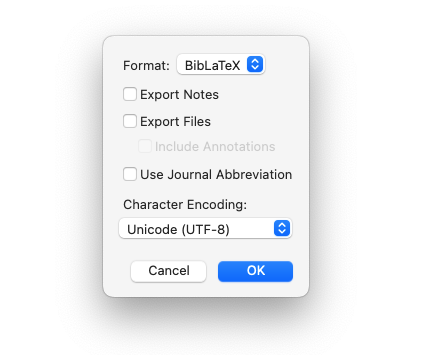 Format: BibLaTeX
Export Notes
Export Files
Include Annotations
Use Journal Abbreviation
Character Encoding:
Unicode (UTF-8)
Cancel OK